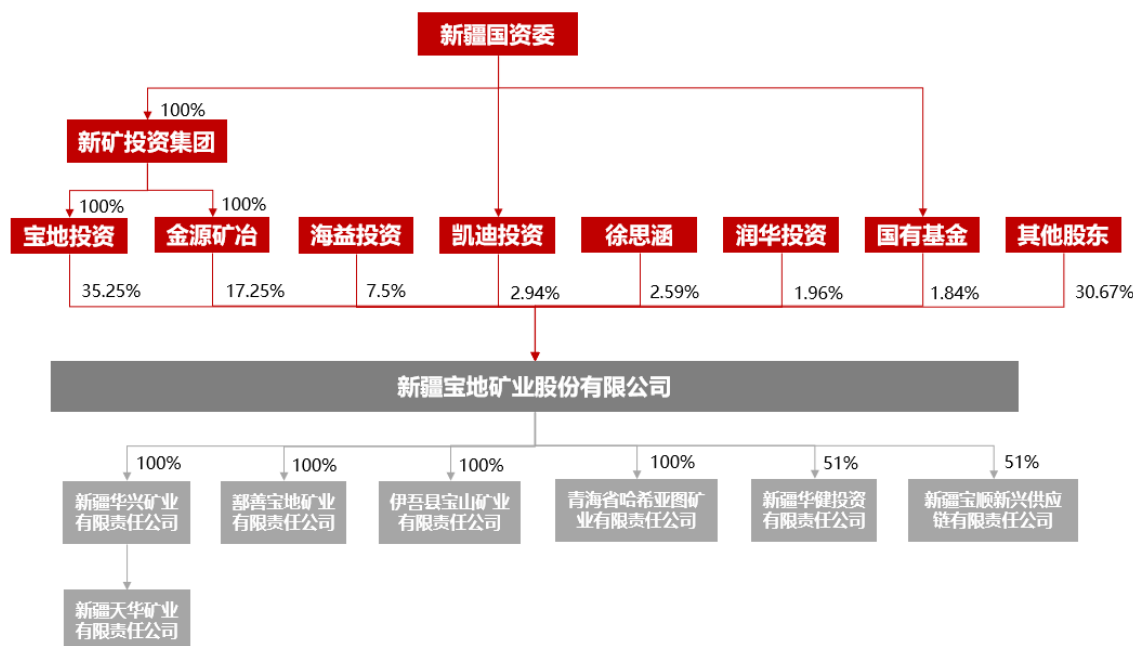 新疆国资委
100%
新矿投资集团
100%
100%
宝地投资
金源矿冶
海益投资
凯迪投资
徐思涵
润华投资
国有基金
其他股东
35.25%
17.25%
7.5%
2.94%
2.59%
1.96%
1.84%
30.67%
新疆宝地矿业股份有限公司
100%
100%
100%
100%
51%
51%
新疆华兴矿业
有限责任公司
鄯善宝地矿业
有限责任公司
伊吾县宝山矿业
有限责任公司
青海省哈希亚图矿
业有限责任公司
新疆华健投资
有限责任公司
新疆宝顺新兴供应
链有限责任公司
新疆天华矿业
有限责任公司